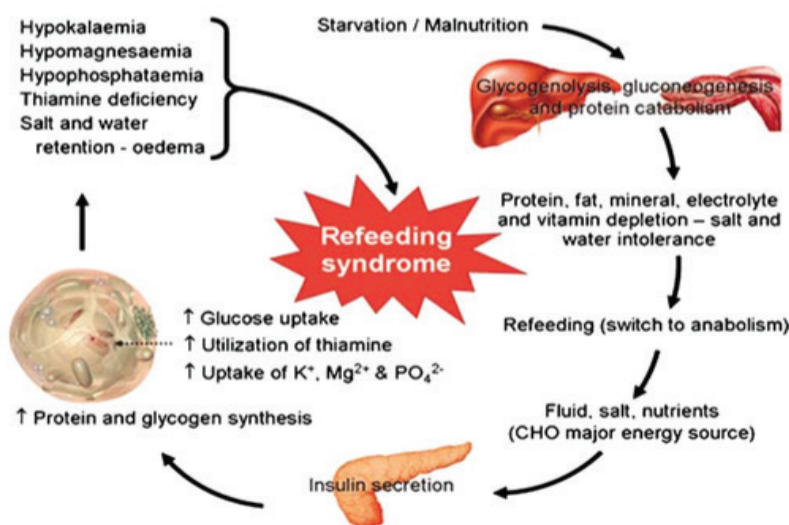 Hypokalaemia
Hypomagnesaemia
Hypophosphataemia
Thiamine deficiency
Salt and water
retention - oedema
Starvation / Malnutrition
Glycogenolysis, gluconeogenesis
and protein catabolism
Protein, fat, mineral, electrolyte
and vitamin depletion – salt and
water intolerance
Refeeding (switch to anabolism)
Fluid, salt, nutrients
(CHO major energy source)
Insulin secretion
↑ Protein and glycogen synthesis
↑ Glucose uptake
↑ Utilization of thiamine
↑ Uptake of K⁺, Mg²⁺ & PO₄²⁻
Refeeding
syndrome